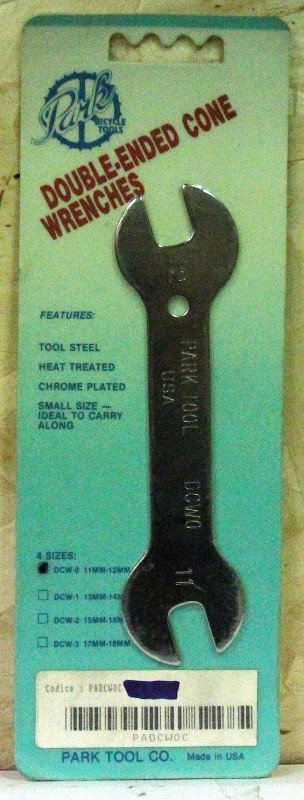 Park
BICYCLE
TOOLS
DOUBLE-ENDED CONE
WRENCHES
12
PARK TOOL
USA
DCW0
11
FEATURES:
TOOL STEEL
HEAT TREATED
CHROME PLATED
SMALL SIZE —
IDEAL TO CARRY
ALONG
4 SIZES:
DCW-0 11MM-12MM
DCW-1 13MM-14M
DCW-2 15MM-16M
DCW-3 17MM-18MM
Codice : PADCW0C
PADCW0C
PARK TOOL CO. Made in USA